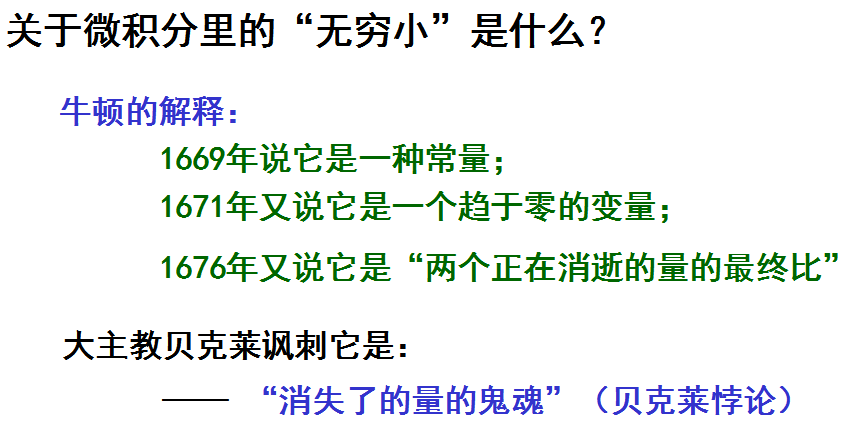 关于微积分里的“无穷小”是什么？
牛顿的解释：
1669年说它是一种常量；
1671年又说它是一个趋于零的变量；
1676年又说它是“两个正在消逝的量的最终比”
大主教贝克莱讽刺它是：
——“消失了的量的鬼魂”（贝克莱悖论）